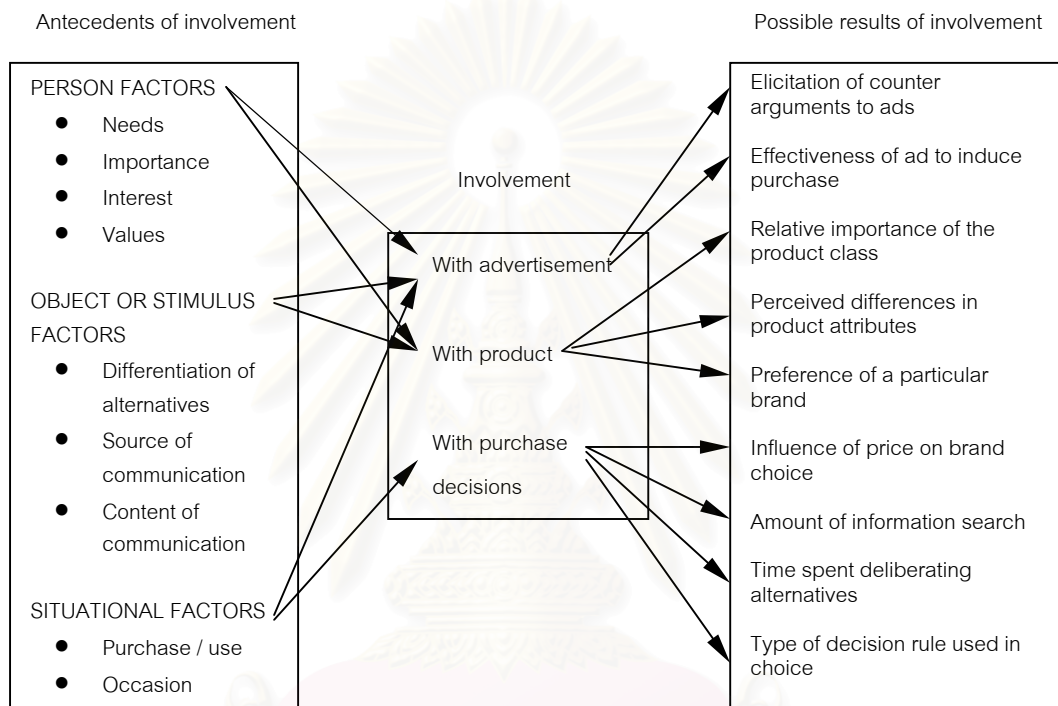 Antecedents of involvement
PERSON FACTORS
● Needs
● Importance
● Interest
● Values
OBJECT OR STIMULUS
FACTORS
● Differentiation of
alternatives
● Source of
communication
● Content of
communication
SITUATIONAL FACTORS
● Purchase / use
● Occasion
Involvement
With advertisement
With product
With purchase
decisions
Possible results of involvement
Elicitation of counter
arguments to ads
Effectiveness of ad to induce
purchase
Relative importance of the
product class
Perceived differences in
product attributes
Preference of a particular
brand
Influence of price on brand
choice
Amount of information search
Time spent deliberating
alternatives
Type of decision rule used in
choice